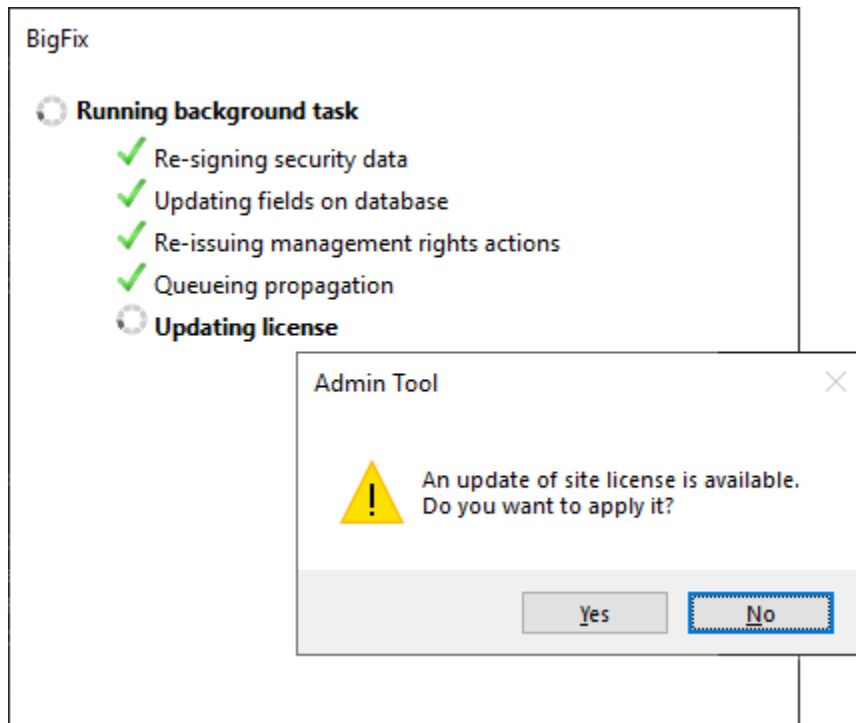 BigFix
Running background task
Re-signing security data
Updating fields on database
Re-issuing management rights actions
Queueing propagation
Updating license
Admin Tool
An update of site license is available.
Do you want to apply it?
Yes
No